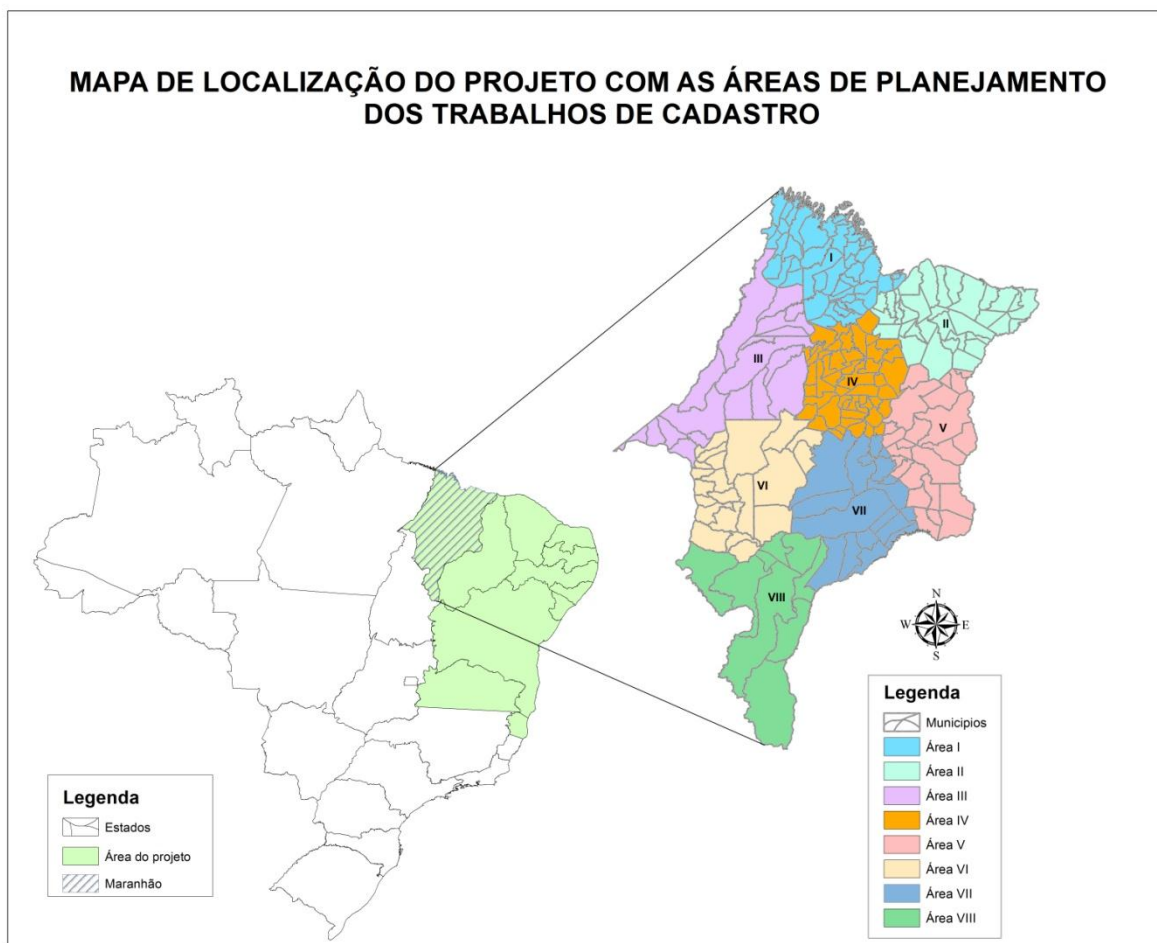 MAPA DE LOCALIZAÇÃO DO PROJETO COM AS ÁREAS DE PLANEJAMENTO
DOS TRABALHOS DE CADASTRO
I
II
III
IV
V
VI
VII
VIII
N
W
E
S
Legenda
Estados
Área do projeto
Maranhão
Legenda
Municipios
Área I
Área II
Área III
Área IV
Área V
Área VI
Área VII
Área VIII